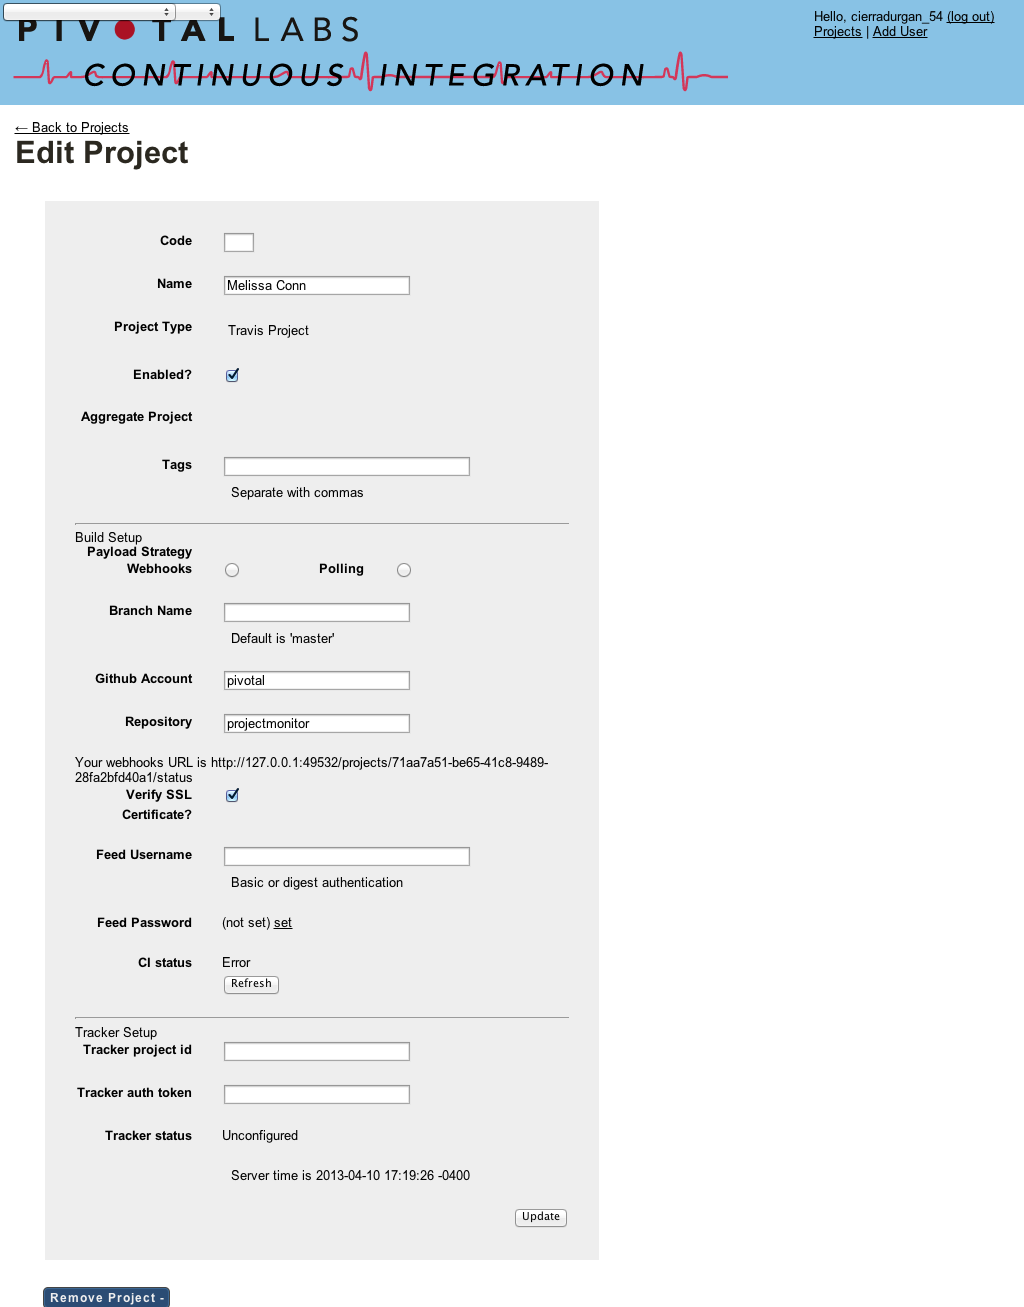 PIVOTAL LABS
CONTINUOUS INTEGRATION
Hello, cierradurgan_54 (log out)
Projects | Add User
← Back to Projects
Edit Project
Code
Name Melissa Conn
Project Type Travis Project
Enabled?
Aggregate Project
Tags
Separate with commas
Build Setup
Payload Strategy
Webhooks Polling
Branch Name
Default is 'master'
Github Account pivotal
Repository projectmonitor
Your webhooks URL is http://127.0.0.1:49532/projects/71aa7a51-be65-41c8-9489-
28fa2bfd40a1/status
Verify SSL
Certificate?
Feed Username
Basic or digest authentication
Feed Password (not set) set
CI status Error
Refresh
Tracker Setup
Tracker project id
Tracker auth token
Tracker status Unconfigured
Server time is 2013-04-10 17:19:26 -0400
Update
Remove Project -